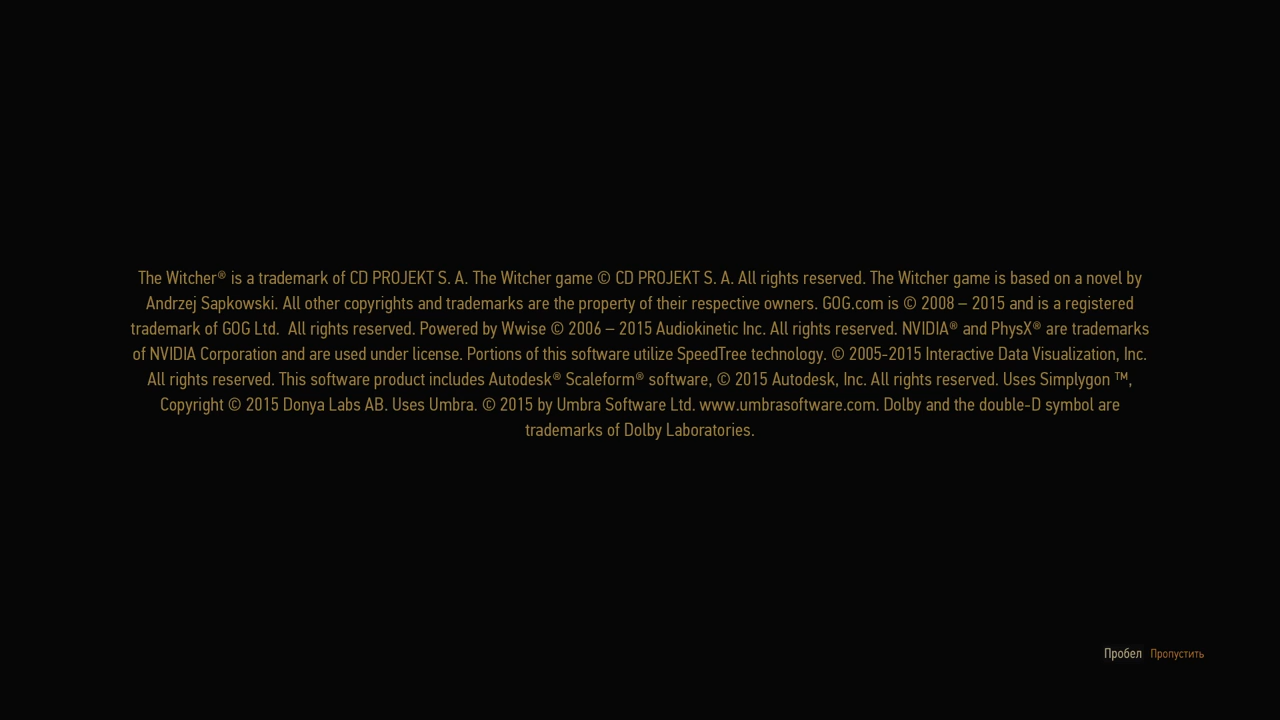 The Witcher® is a trademark of CD PROJEKT S. A. The Witcher game © CD PROJEKT S. A. All rights reserved. The Witcher game is based on a novel by
Andrzej Sapkowski. All other copyrights and trademarks are the property of their respective owners. GOG.com is © 2008 – 2015 and is a registered
trademark of GOG Ltd.  All rights reserved. Powered by Wwise © 2006 – 2015 Audiokinetic Inc. All rights reserved. NVIDIA® and PhysX® are trademarks
of NVIDIA Corporation and are used under license. Portions of this software utilize SpeedTree technology. © 2005-2015 Interactive Data Visualization, Inc.
All rights reserved. This software product includes Autodesk® Scaleform® software, © 2015 Autodesk, Inc. All rights reserved. Uses Simplygon ™,
Copyright © 2015 Donya Labs AB. Uses Umbra. © 2015 by Umbra Software Ltd. www.umbrasoftware.com. Dolby and the double-D symbol are
trademarks of Dolby Laboratories.
Пробел Пропустить